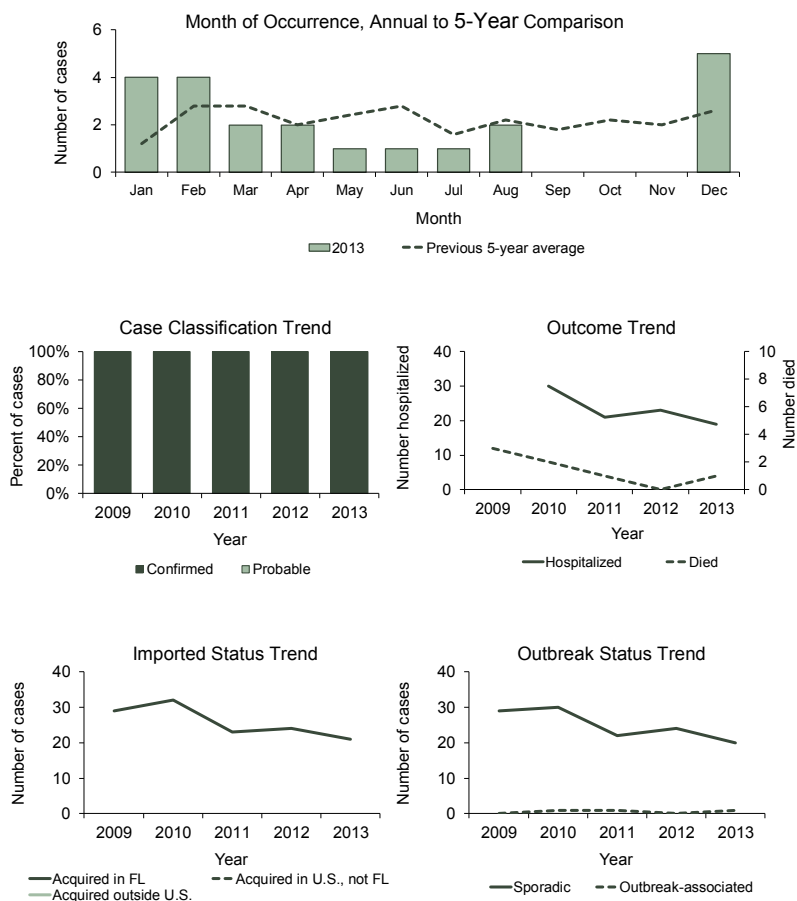 Month of Occurrence, Annual to 5-Year Comparison
Number of cases
6
4
2
0
Jan Feb Mar Apr May Jun Jul Aug Sep Oct Nov Dec
Month
2013 Previous 5-year average
Case Classification Trend
Percent of cases
100%
80%
60%
40%
20%
0%
2009 2010 2011 2012 2013
Year
Confirmed Probable
Outcome Trend
Number hospitalized
40
30
20
10
0
Number died
10
8
6
4
2
0
2009 2010 2011 2012 2013
Year
Hospitalized Died
Imported Status Trend
Number of cases
40
30
20
10
0
2009 2010 2011 2012 2013
Year
Acquired in FL Acquired in U.S., not FL
Acquired outside U.S.
Outbreak Status Trend
Number of cases
40
30
20
10
0
2009 2010 2011 2012 2013
Year
Sporadic Outbreak-associated